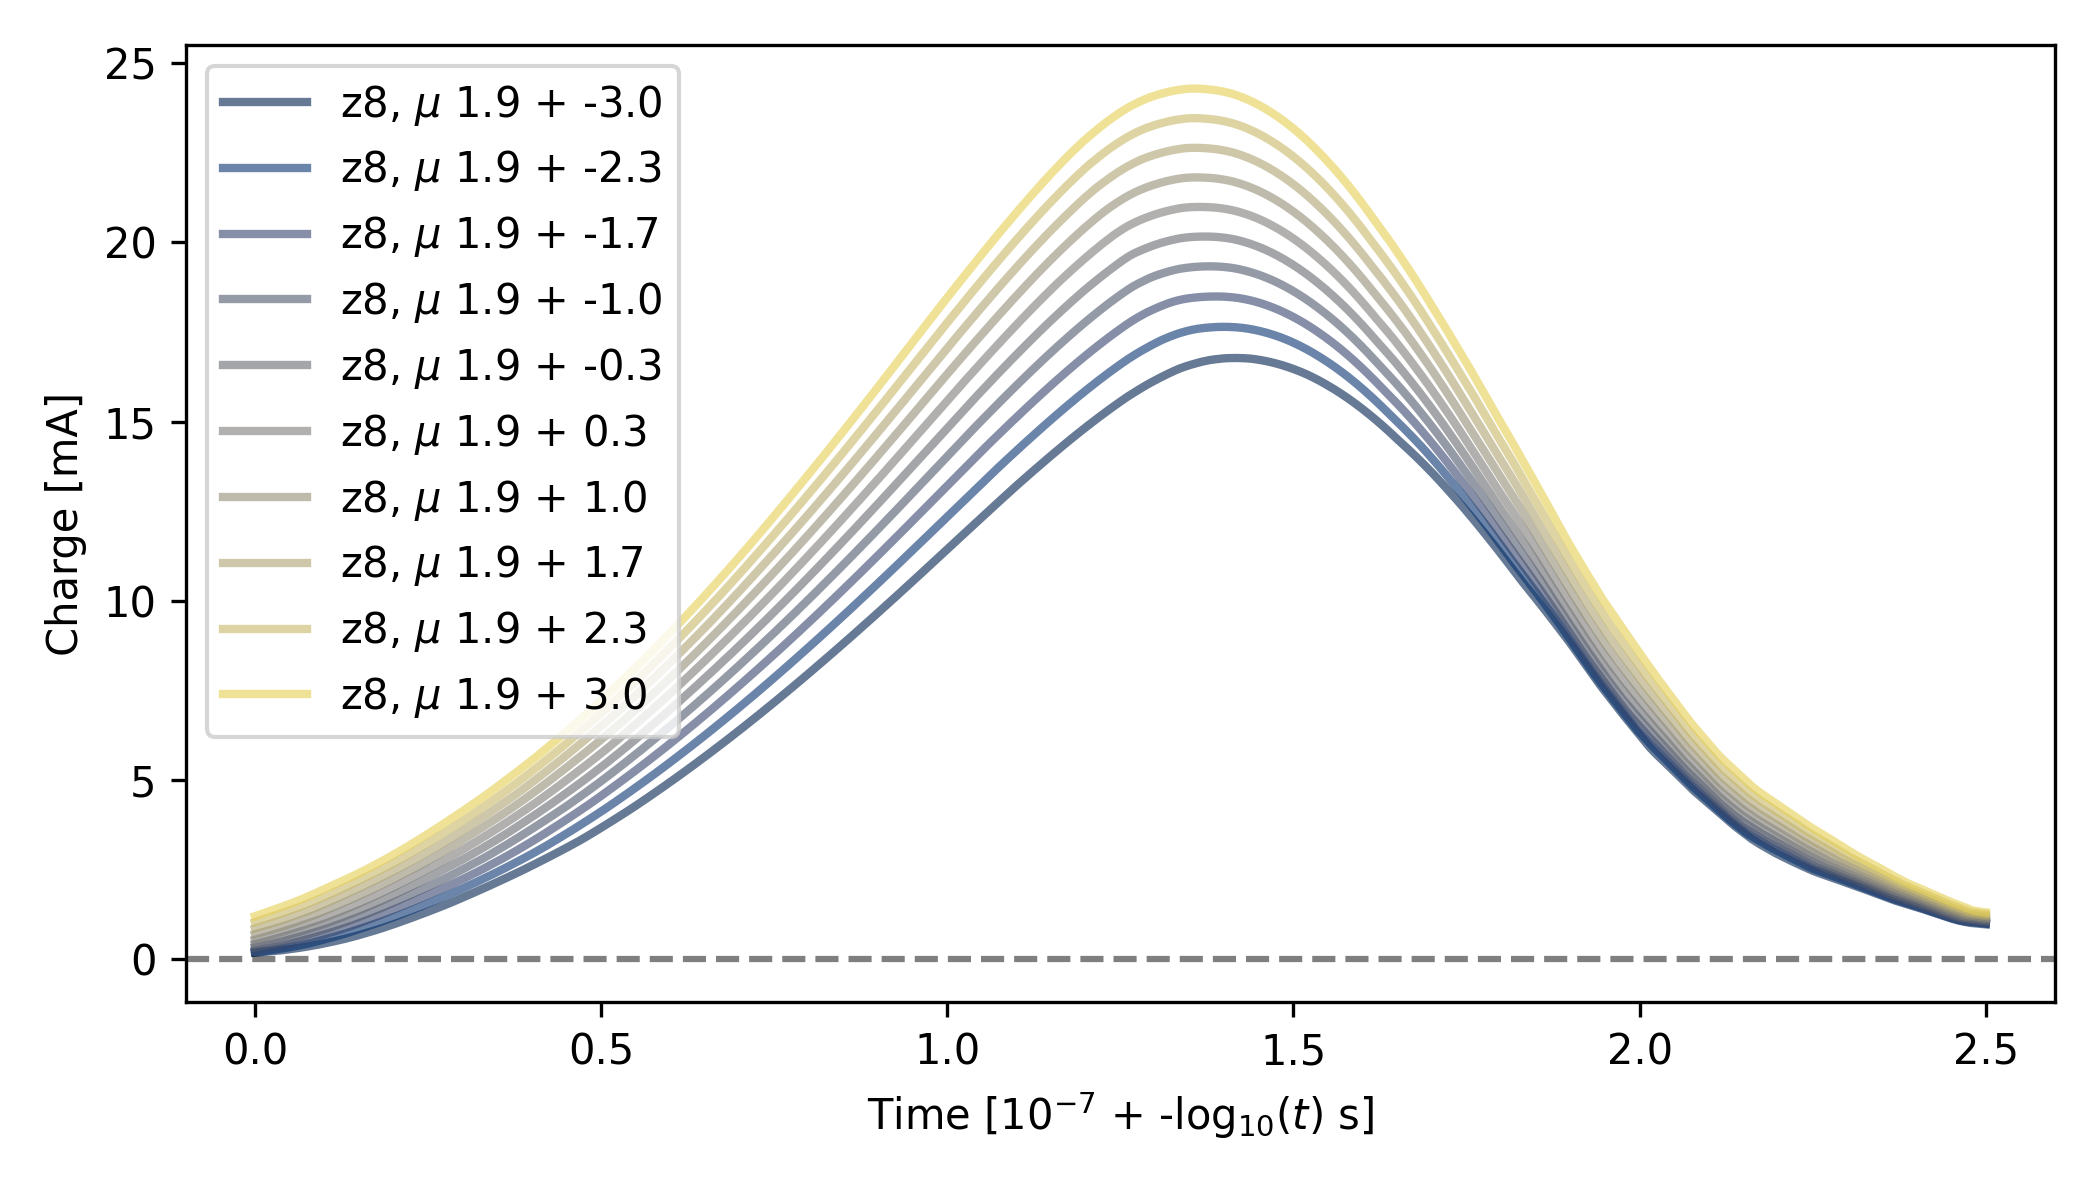 25
20
15
10
5
0
Charge [mA]
z8, μ 1.9 + -3.0
z8, μ 1.9 + -2.3
z8, μ 1.9 + -1.7
z8, μ 1.9 + -1.0
z8, μ 1.9 + -0.3
z8, μ 1.9 + 0.3
z8, μ 1.9 + 1.0
z8, μ 1.9 + 1.7
z8, μ 1.9 + 2.3
z8, μ 1.9 + 3.0
0.0 0.5 1.0 1.5 2.0 2.5
Time [10⁻⁷ + -log₁₀(t) s]